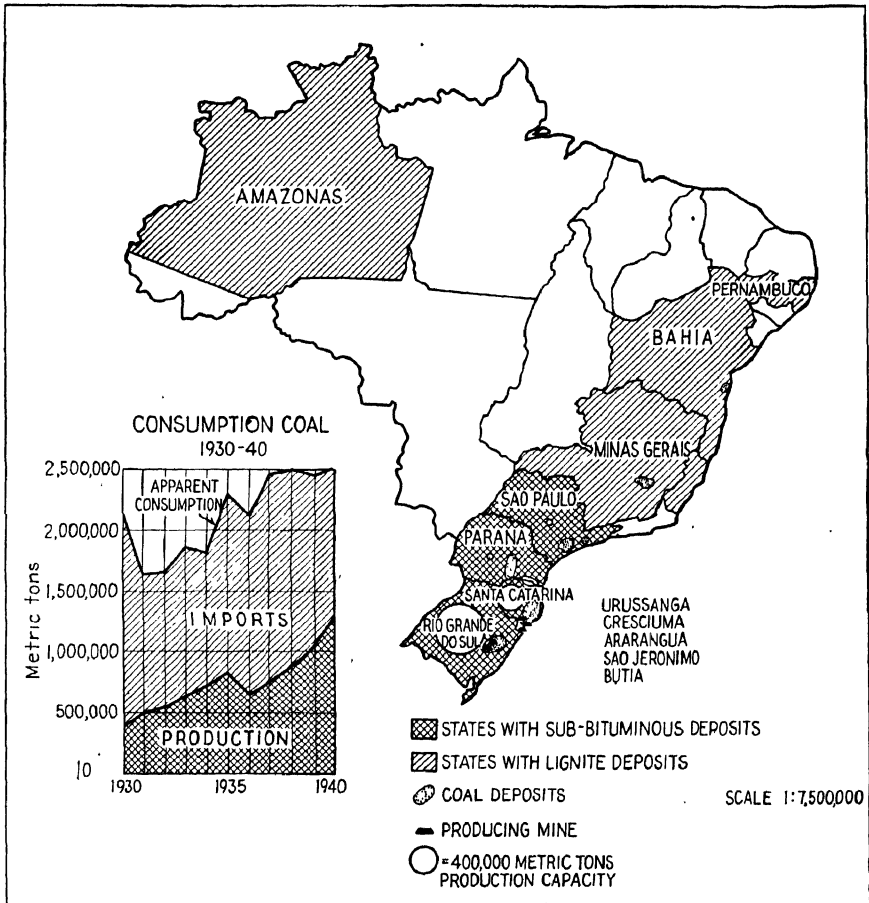 AMAZONAS
PERNAMBUCO
BAHIA
MINAS GERAIS
SAO PAULO
PARANA
SANTA CATARINA
RIO GRANDE
DO SUL
CONSUMPTION COAL
1930-40
Metric tons
2,500,000
2,000,000
1,500,000
1,000,000
500,000
10
APPARENT
CONSUMPTION
IMPORTS
PRODUCTION
1930
1935
1940
URUSSANGA
CRESCIUMA
ARARANGUA
SAO JERONIMO
BUTIA
STATES WITH SUB-BITUMINOUS DEPOSITS
STATES WITH LIGNITE DEPOSITS
COAL DEPOSITS
SCALE 1:7,500,000
PRODUCING MINE
=400,000 METRIC TONS
PRODUCTION CAPACITY